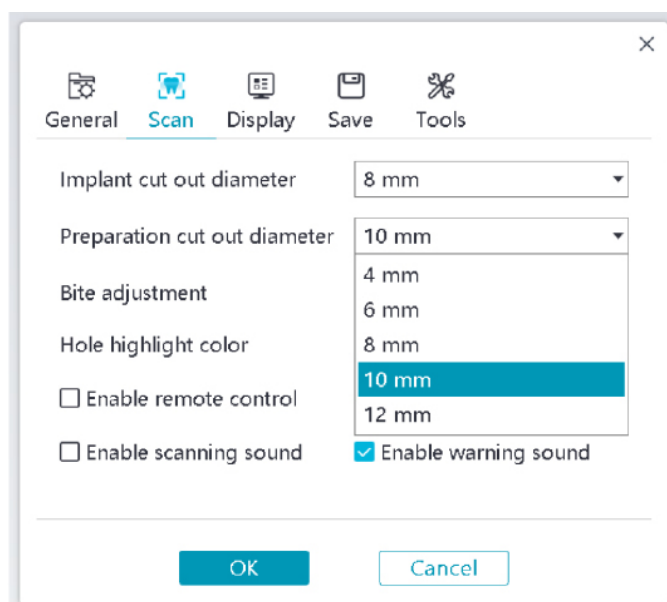 General Scan Display Save Tools
Implant cut out diameter 8 mm
Preparation cut out diameter 10 mm
4 mm
Bite adjustment
6 mm
Hole highlight color 8 mm
10 mm
Enable remote control
12 mm
Enable scanning sound Enable warning sound
OK Cancel